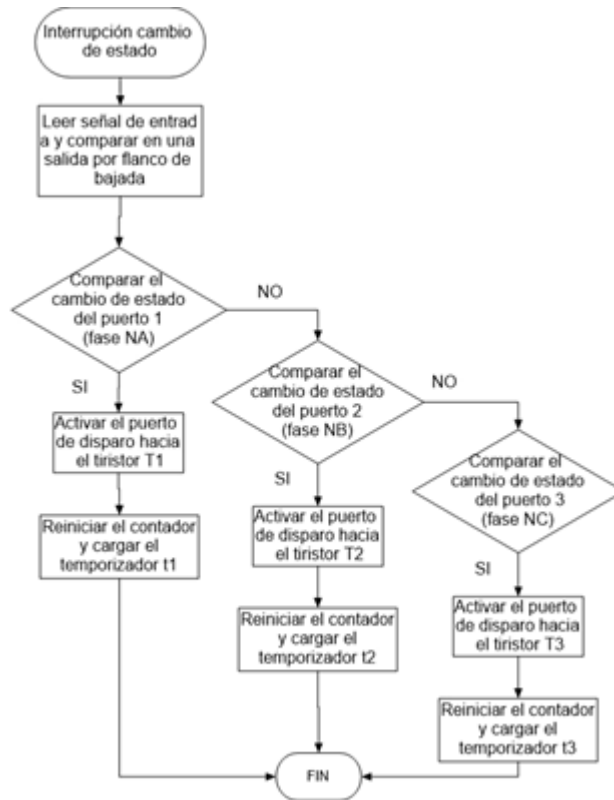 Interrupción cambio
de estado
Leer señal de entrad
a y comparar en una
salida por flanco de
bajada
Comparar el
cambio de estado
del puerto 1
(fase NA)
NO
SI
Comparar el
cambio de estado
del puerto 2
(fase NB)
NO
SI
Comparar el
cambio de estado
del puerto 3
(fase NC)
SI
Activar el puerto
de disparo hacia
el tiristor T1
Reiniciar el contador
y cargar el
temporizador t1
Activar el puerto
de disparo hacia
el tiristor T2
Reiniciar el contador
y cargar el
temporizador t2
Activar el puerto
de disparo hacia
el tiristor T3
Reiniciar el contador
y cargar el
temporizador t3
FIN